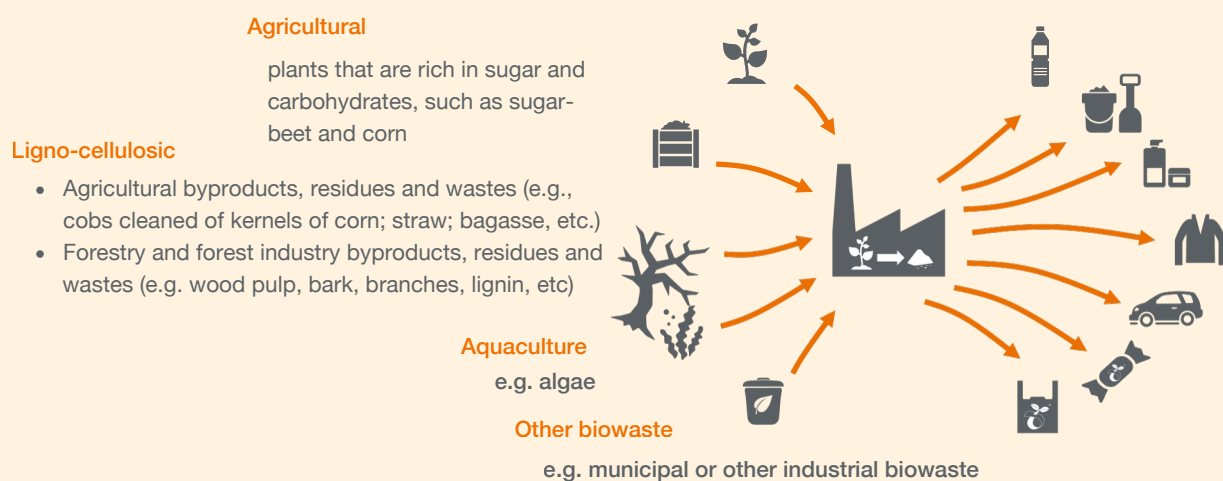 Agricultural
plants that are rich in sugar and
carbohydrates, such as sugar-
beet and corn
Ligno-cellulosic
• Agricultural byproducts, residues and wastes (e.g.,
cobs cleaned of kernels of corn; straw; bagasse, etc.)
• Forestry and forest industry byproducts, residues and
wastes (e.g. wood pulp, bark, branches, lignin, etc)
Aquaculture
e.g. algae
Other biowaste
e.g. municipal or other industrial biowaste